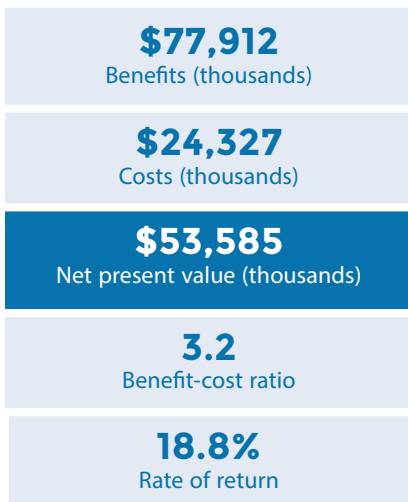 $77,912
Benefits (thousands)
$24,327
Costs (thousands)
$53,585
Net present value (thousands)
3.2
Benefit-cost ratio
18.8%
Rate of return